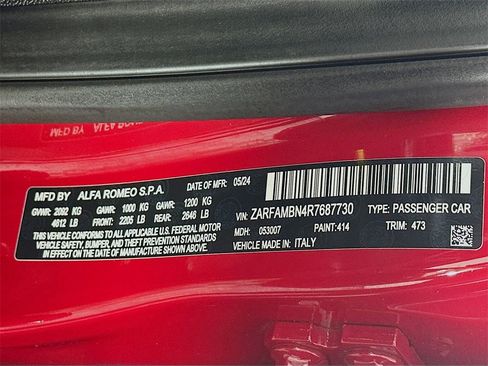 MFD BY ALFA ROMEO S.P.A. DATE OF MFR. 05/24
GVWR: 2092 KG GAWR: 1000 KG GAWR: 1200 KG
4612 LB FRONT: 2205 LB REAR: 2646 LB
THIS VEHICLE CONFORMS TO ALL APPLICABLE U.S. FEDERAL MOTOR
VEHICLE SAFETY, BUMPER, AND THEFT PREVENTION STANDARDS
IN EFFECT ON THE DATE OF MANUFACTURE SHOWN ABOVE.
VIN: ZARFAMBN4R7687730 TYPE: PASSENGER CAR
MDH: 053007 PAINT: 414 TRIM: 473
VEHICLE MADE IN: ITALY